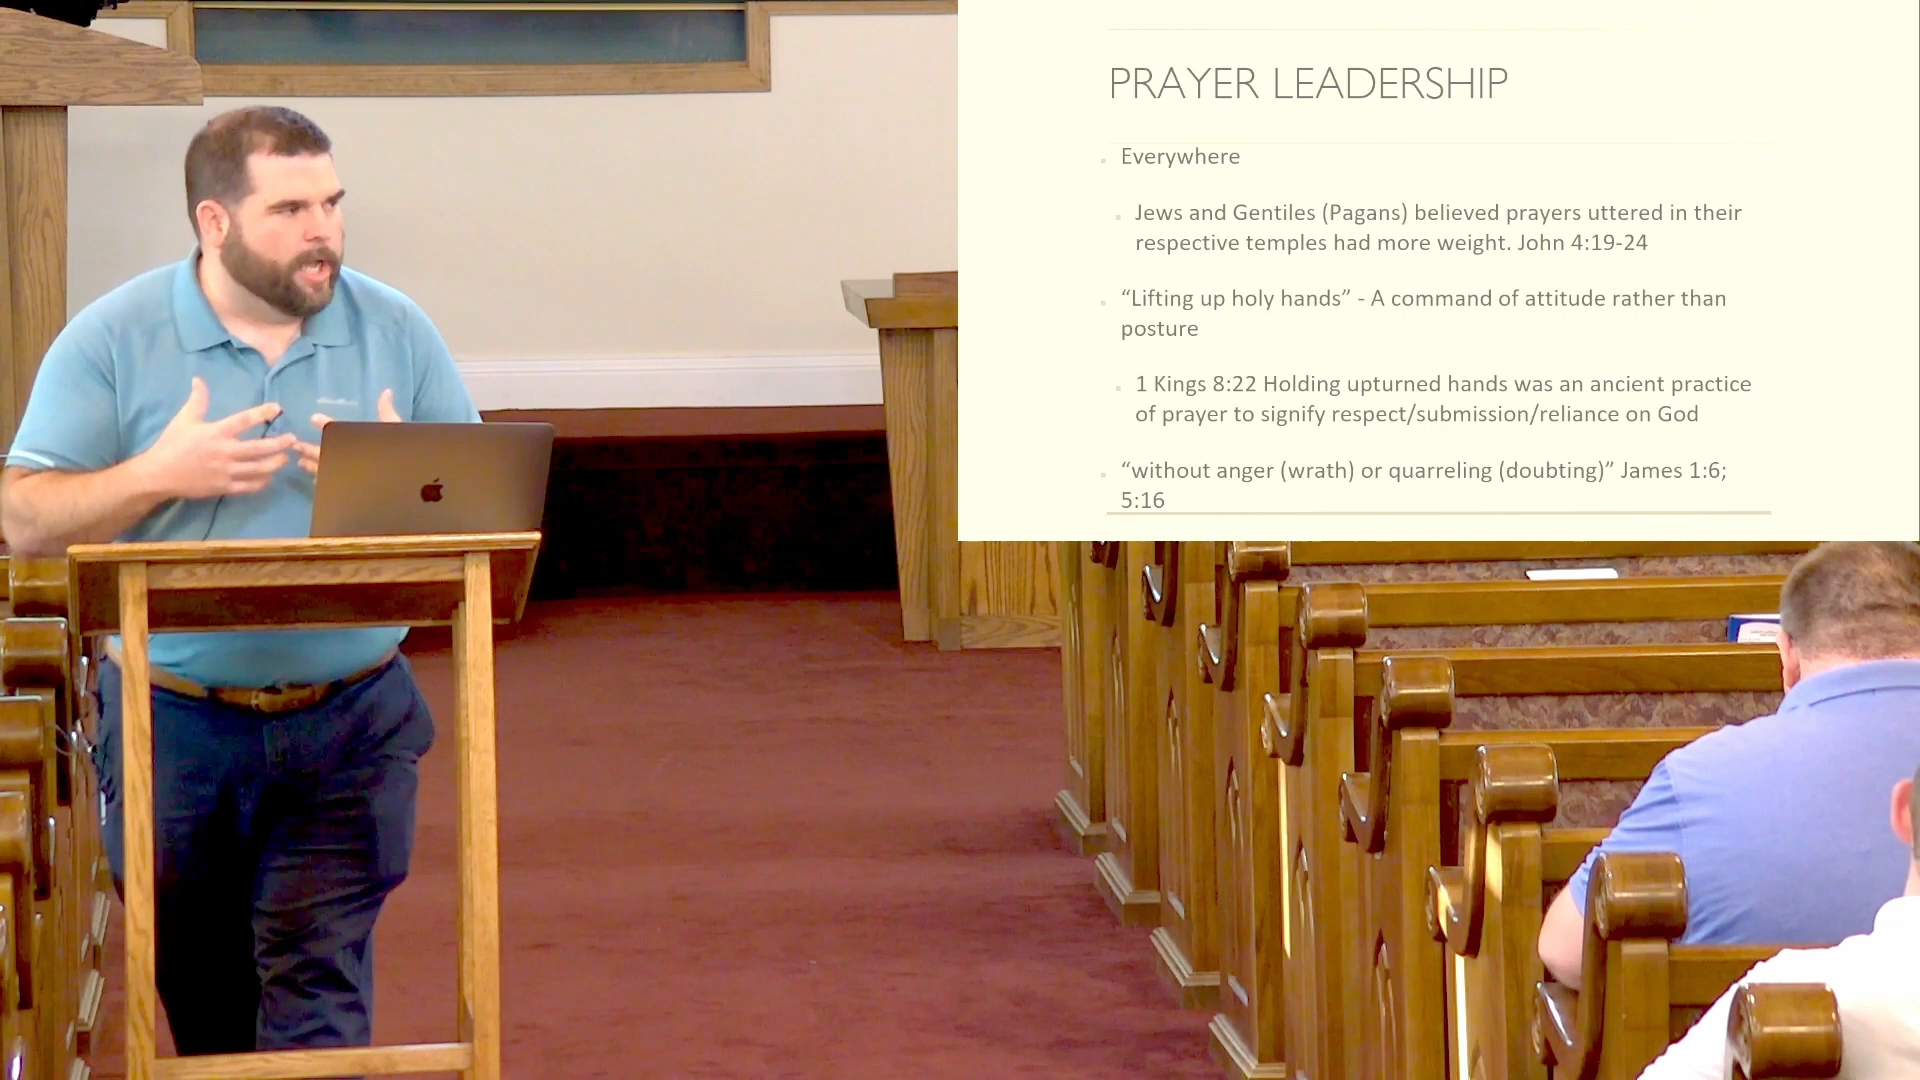 PRAYER LEADERSHIP
Everywhere
Jews and Gentiles (Pagans) believed prayers uttered in their
respective temples had more weight. John 4:19-24
“Lifting up holy hands” - A command of attitude rather than
posture
1 Kings 8:22 Holding upturned hands was an ancient practice
of prayer to signify respect/submission/reliance on God
“without anger (wrath) or quarreling (doubting)” James 1:6;
5:16